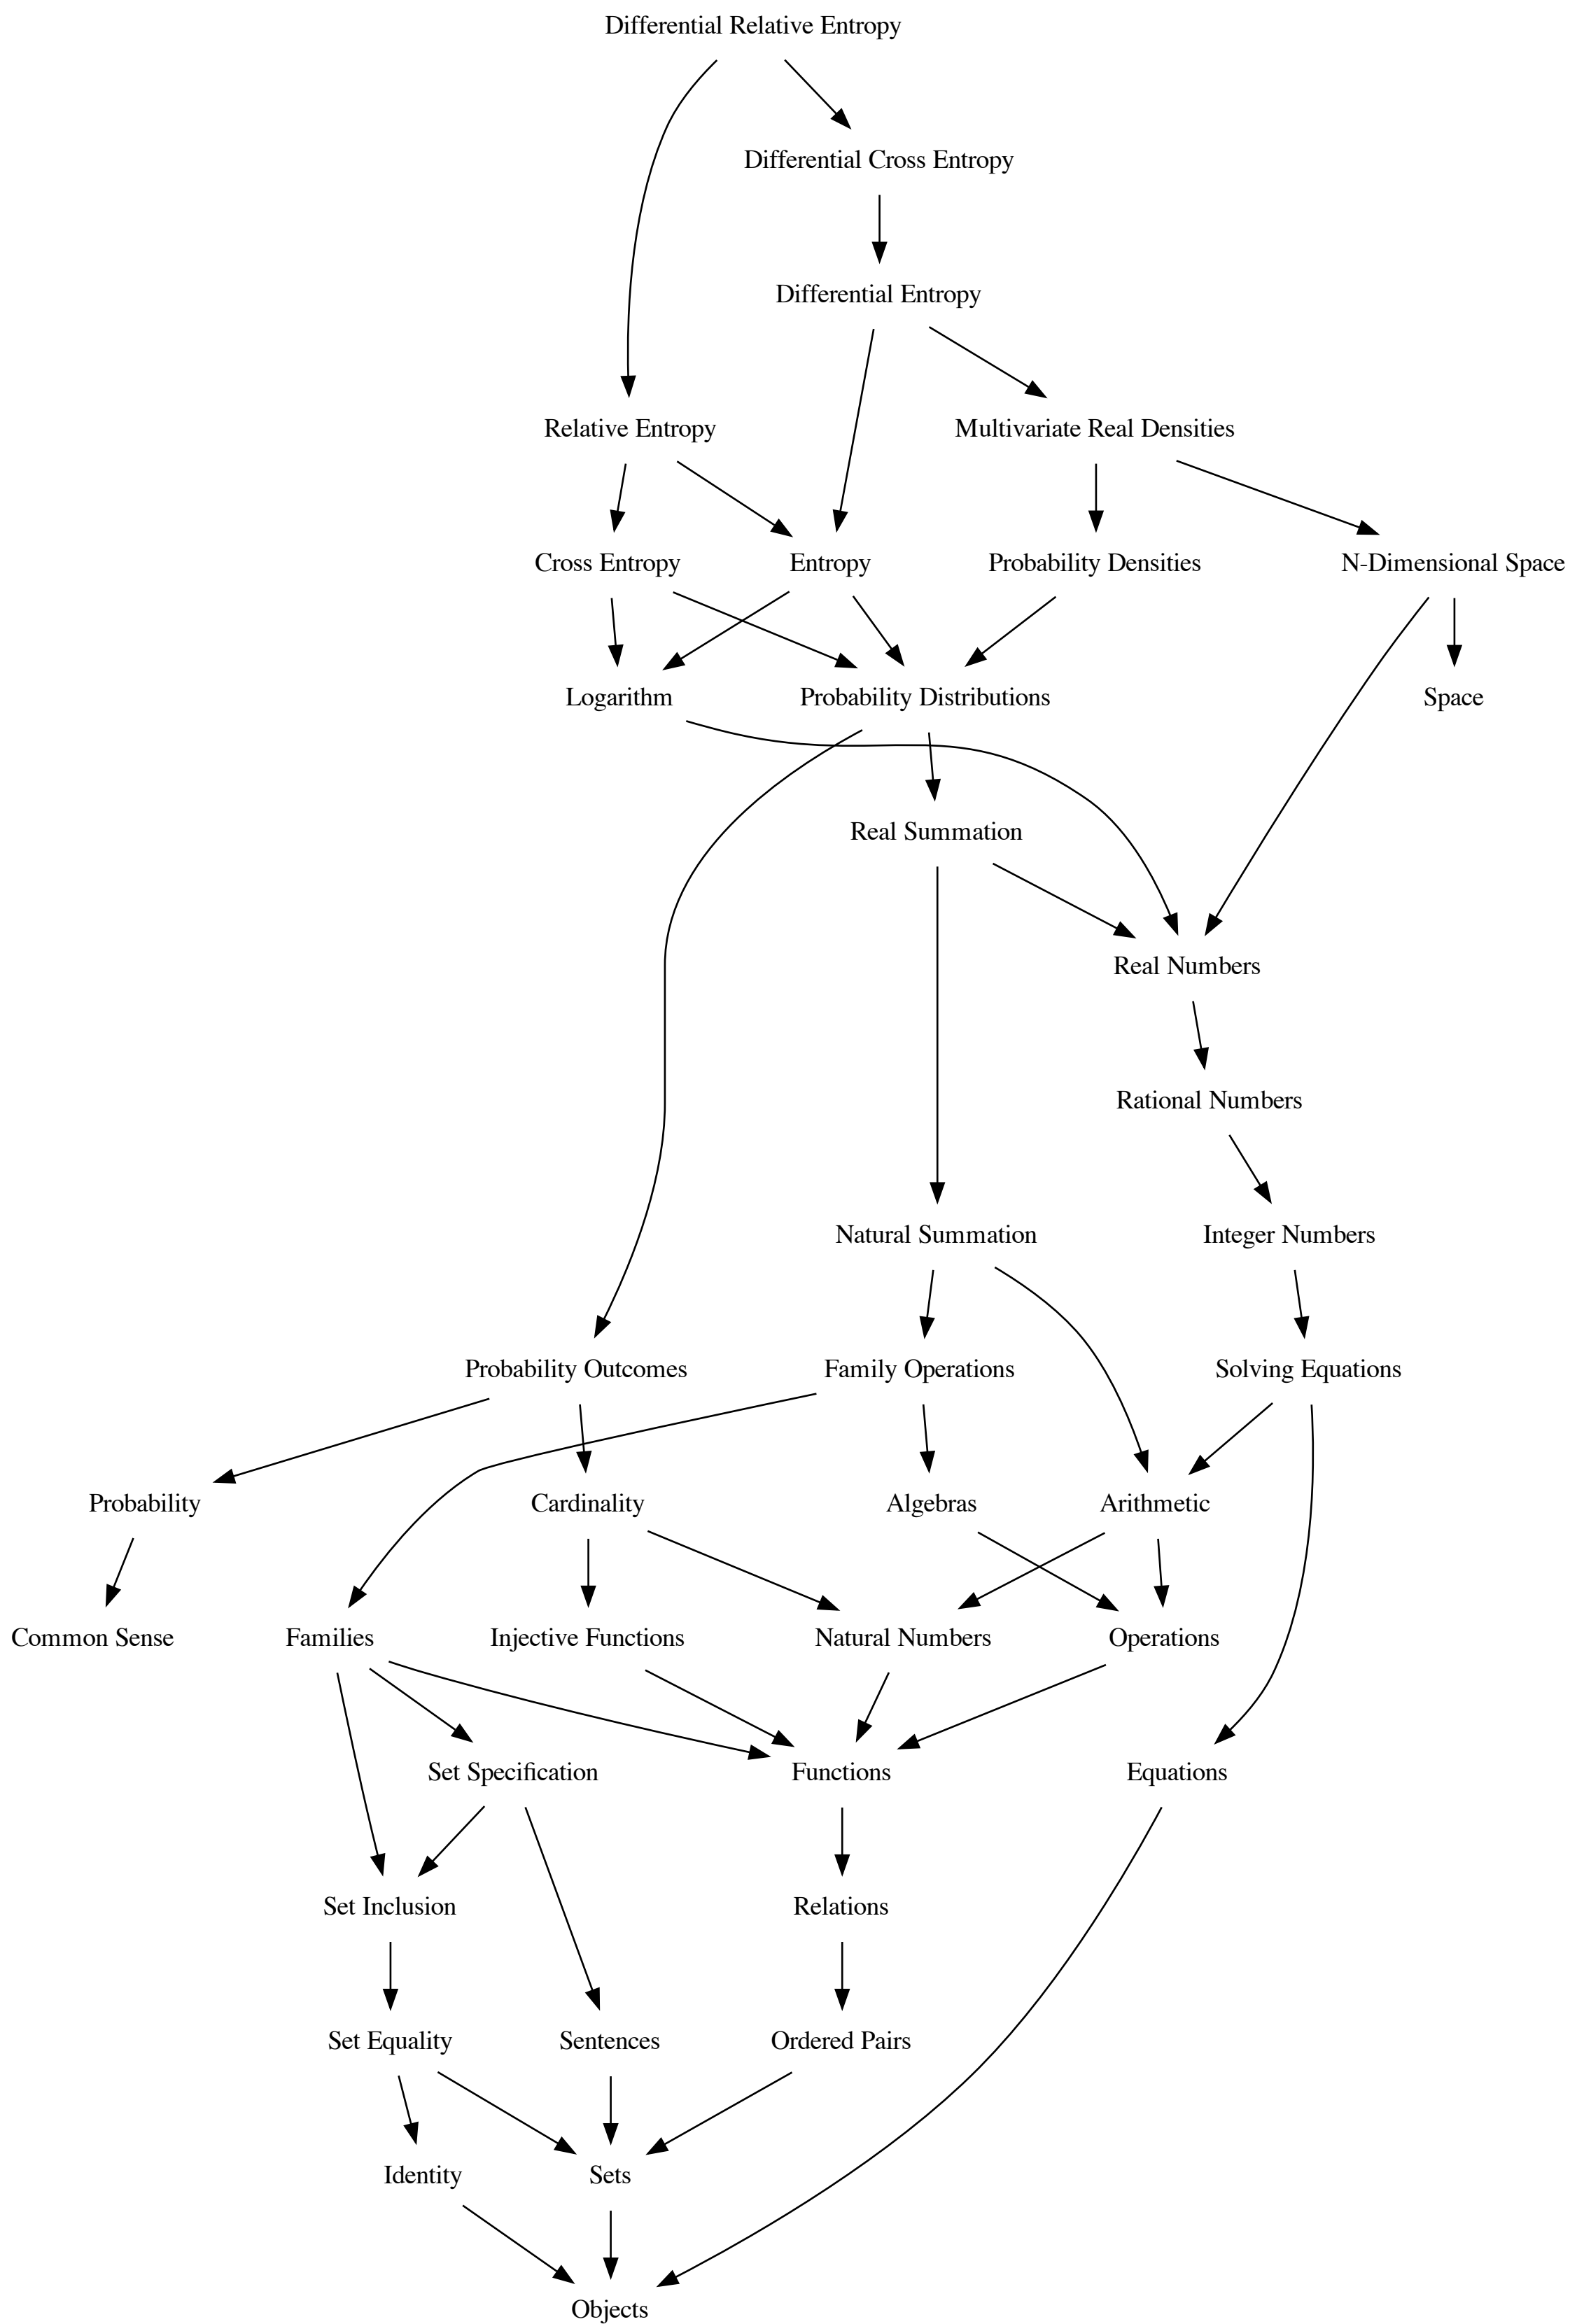 Differential Relative Entropy
Differential Cross Entropy
Differential Entropy
Relative Entropy
Multivariate Real Densities
Cross Entropy
Entropy
Probability Densities
N-Dimensional Space
Logarithm
Probability Distributions
Space
Real Summation
Real Numbers
Rational Numbers
Natural Summation
Integer Numbers
Probability Outcomes
Family Operations
Solving Equations
Probability
Cardinality
Algebras
Arithmetic
Common Sense
Families
Injective Functions
Natural Numbers
Operations
Set Specification
Functions
Equations
Set Inclusion
Relations
Set Equality
Sentences
Ordered Pairs
Identity
Sets
Objects